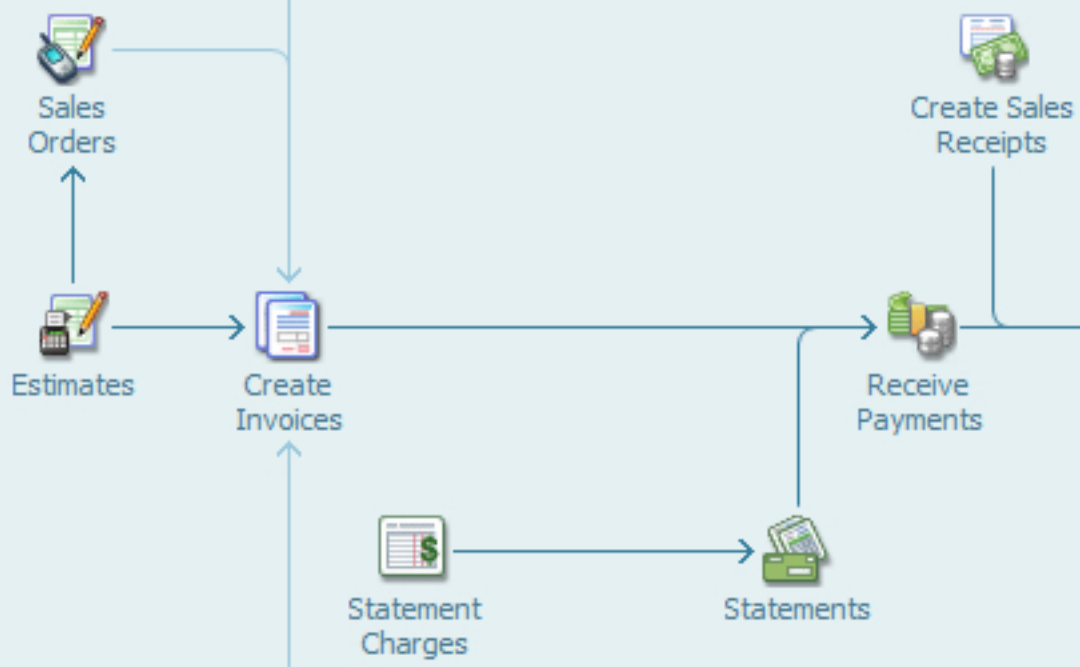 Sales
Orders
Create Sales
Receipts
Estimates
Create
Invoices
Receive
Payments
Statement
Charges
Statements